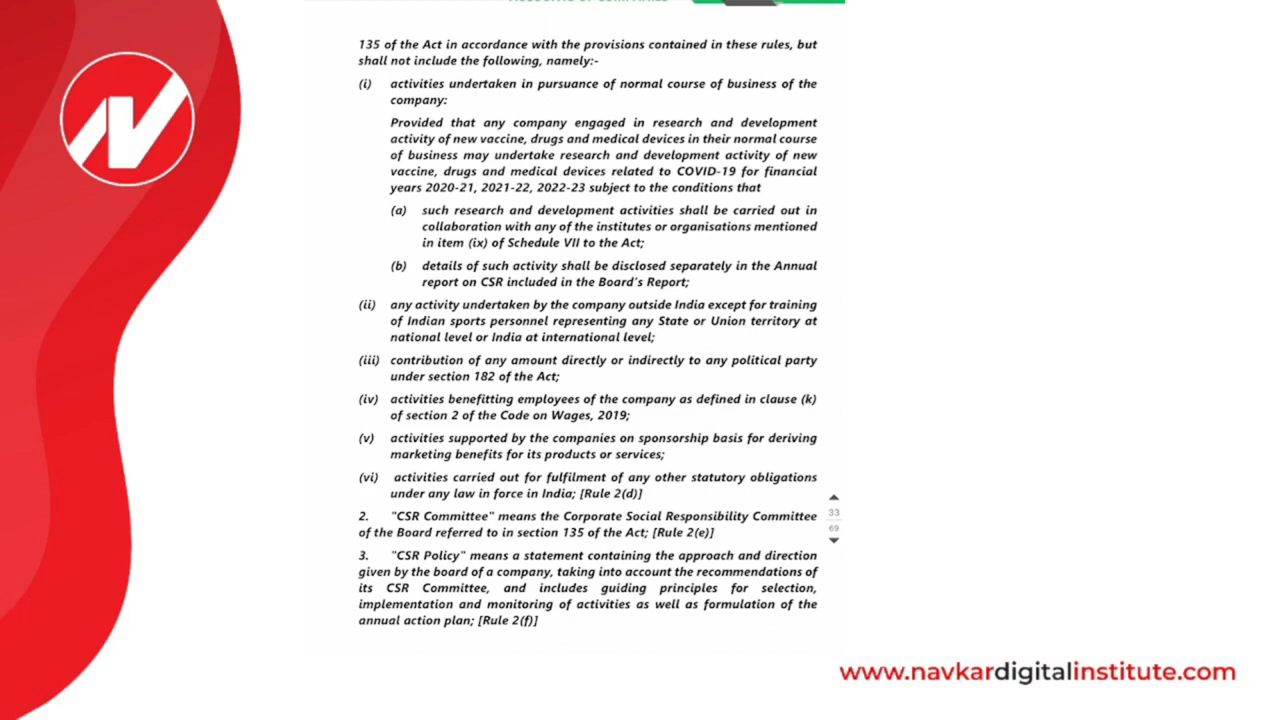 135 of the Act in accordance with the provisions contained in these rules, but
shall not include the following, namely:-
(i) activities undertaken in pursuance of normal course of business of the
company:
Provided that any company engaged in research and development
activity of new vaccine, drugs and medical devices in their normal course
of business may undertake research and development activity of new
vaccine, drugs and medical devices related to COVID-19 for financial
years 2020-21, 2021-22, 2022-23 subject to the conditions that
(a) such research and development activities shall be carried out in
collaboration with any of the institutes or organisations mentioned
in item (ix) of Schedule VII to the Act;
(b) details of such activity shall be disclosed separately in the Annual
report on CSR included in the Board's Report;
(ii) any activity undertaken by the company outside India except for training
of Indian sports personnel representing any State or Union territory at
national level or India at international level;
(iii) contribution of any amount directly or indirectly to any political party
under section 182 of the Act;
(iv) activities benefitting employees of the company as defined in clause (k)
of section 2 of the Code on Wages, 2019;
(v) activities supported by the companies on sponsorship basis for deriving
marketing benefits for its products or services;
(vi) activities carried out for fulfilment of any other statutory obligations
under any law in force in India; [Rule 2(d)]
2. "CSR Committee" means the Corporate Social Responsibility Committee
of the Board referred to in section 135 of the Act; [Rule 2(e)]
3. "CSR Policy" means a statement containing the approach and direction
given by the board of a company, taking into account the recommendations of
its CSR Committee, and includes guiding principles for selection,
implementation and monitoring of activities as well as formulation of the
annual action plan; [Rule 2(f)]
33
69
www.navkardigitalinstitute.com